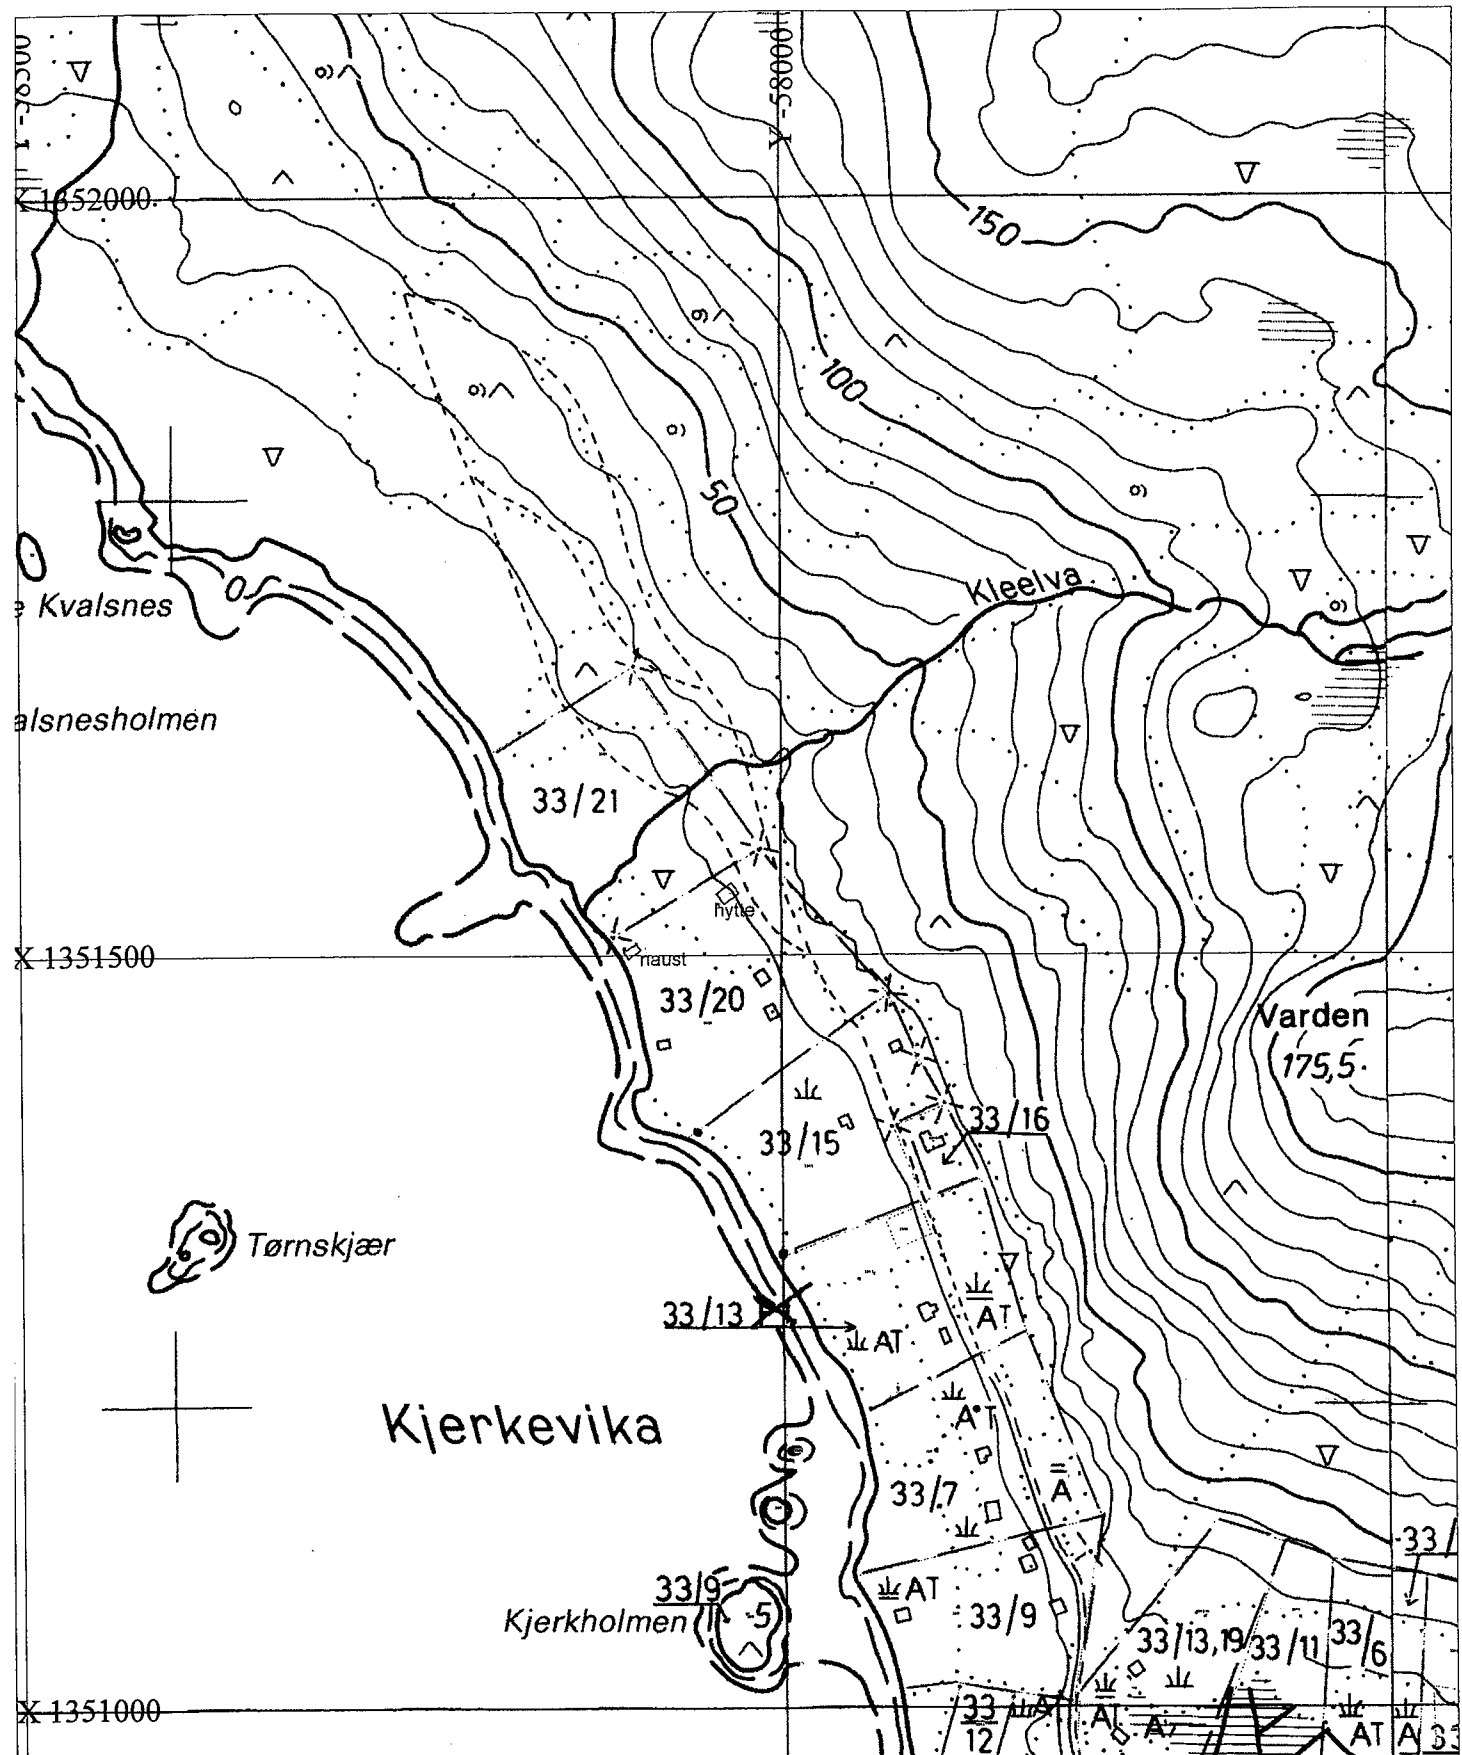 Y -58500
Y -58000
X 1352000
150
100
50
Kleelva
e Kvalsnes
alsnesholmen
33/21
hytte
X 1351500
naust
33/20
Varden
175,5
33/16
33/15
Tørnskjær
33/13
AT
AT
Kjerkevika
AT
33/7
A
33/
33/9
AT
Kjerkholmen
5
33/9
33/13,19
33/11
33/6
X 1351000
33
12
AT
AT
A
AT
A
33